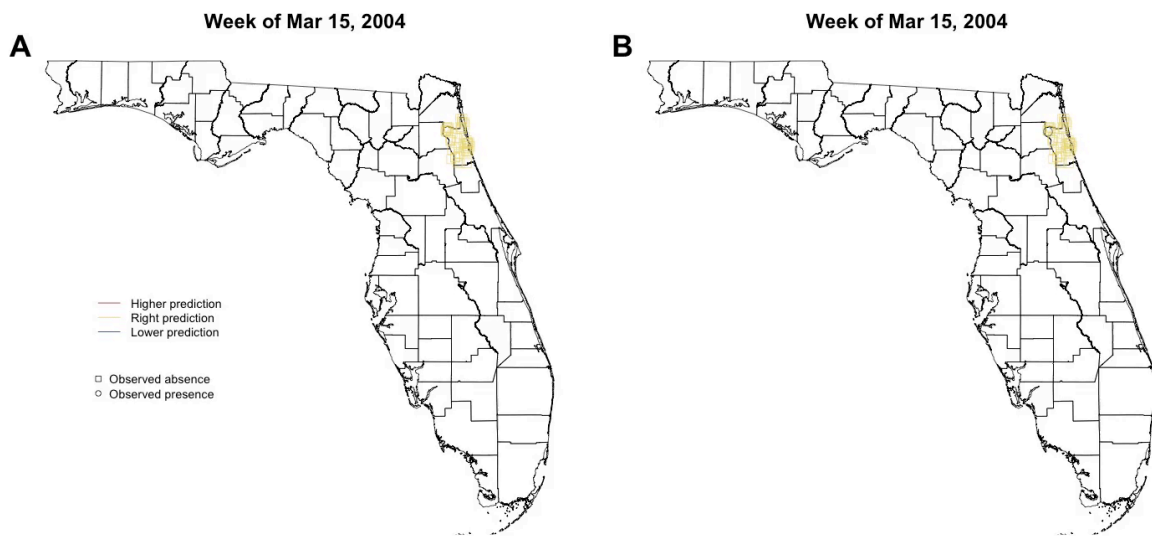 Week of Mar 15, 2004
A
Higher prediction
Right prediction
Lower prediction
Observed absence
Observed presence
Week of Mar 15, 2004
B